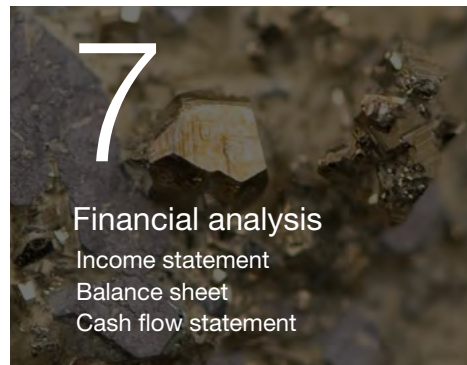 7
Financial analysis
Income statement
Balance sheet
Cash flow statement